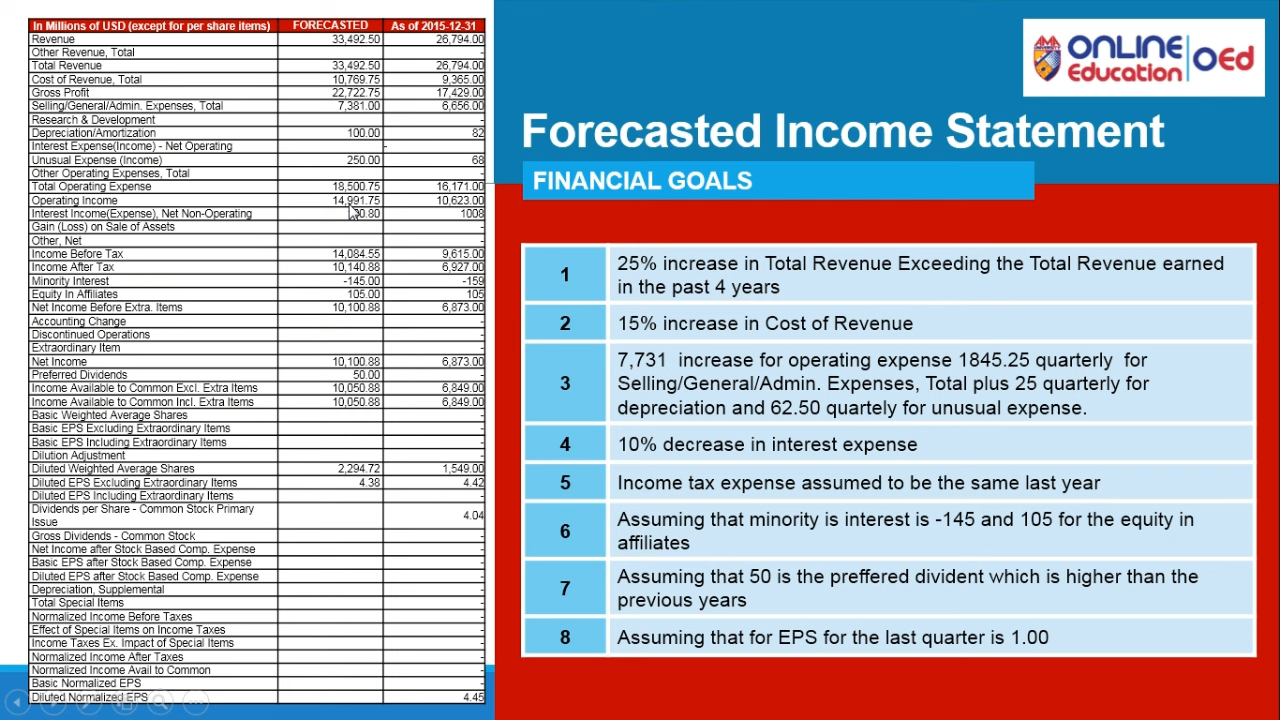 In Millions of USD (except for per share items) FORECASTED As of 2015-12-31
Revenue 33,492.50 26,794.00
Other Revenue, Total -
Total Revenue 33,492.50 26,794.00
Cost of Revenue, Total 10,769.75 9,365.00
Gross Profit 22,722.75 17,429.00
Selling/General/Admin. Expenses, Total 7,381.00 6,656.00
Research & Development -
Depreciation/Amortization 100.00 82
Interest Expense(Income) - Net Operating -
Unusual Expense (Income) 250.00 68
Other Operating Expenses, Total -
Total Operating Expense 18,500.75 16,171.00
Operating Income 14,991.75 10,623.00
Interest Income(Expense), Net Non-Operating 1008
Gain (Loss) on Sale of Assets -
Other, Net -
Income Before Tax 14,084.55 9,615.00
Income After Tax 10,140.88 6,927.00
Minority Interest -145.00 -159
Equity In Affiliates 105.00 105
Net Income Before Extra. Items 10,100.88 6,873.00
Accounting Change -
Discontinued Operations -
Extraordinary Item -
Net Income 10,100.88 6,873.00
Preferred Dividends 50.00 -
Income Available to Common Excl. Extra Items 10,050.88 6,849.00
Income Available to Common Incl. Extra Items 10,050.88 6,849.00
Basic Weighted Average Shares -
Basic EPS Excluding Extraordinary Items -
Basic EPS Including Extraordinary Items -
Dilution Adjustment -
Diluted Weighted Average Shares 2,294.72 1,549.00
Diluted EPS Excluding Extraordinary Items 4.38 4.42
Diluted EPS Including Extraordinary Items -
Dividends per Share - Common Stock Primary
Issue 4.04
Gross Dividends - Common Stock -
Net Income after Stock Based Comp. Expense -
Basic EPS after Stock Based Comp. Expense -
Diluted EPS after Stock Based Comp. Expense -
Depreciation, Supplemental -
Total Special Items -
Normalized Income Before Taxes -
Effect of Special Items on Income Taxes -
Income Taxes Ex. Impact of Special Items -
Normalized Income After Taxes -
Normalized Income Avail to Common -
Basic Normalized EPS -
Diluted Normalized EPS 4.45
ONLINE
Education OEd
Forecasted Income Statement
FINANCIAL GOALS
1 25% increase in Total Revenue Exceeding the Total Revenue earned
in the past 4 years
2 15% increase in Cost of Revenue
3 7,731 increase for operating expense 1845.25 quarterly for
Selling/General/Admin. Expenses, Total plus 25 quarterly for
depreciation and 62.50 quartely for unusual expense.
4 10% decrease in interest expense
5 Income tax expense assumed to be the same last year
6 Assuming that minority is interest is -145 and 105 for the equity in
affiliates
7 Assuming that 50 is the preffered divident which is higher than the
previous years
8 Assuming that for EPS for the last quarter is 1.00